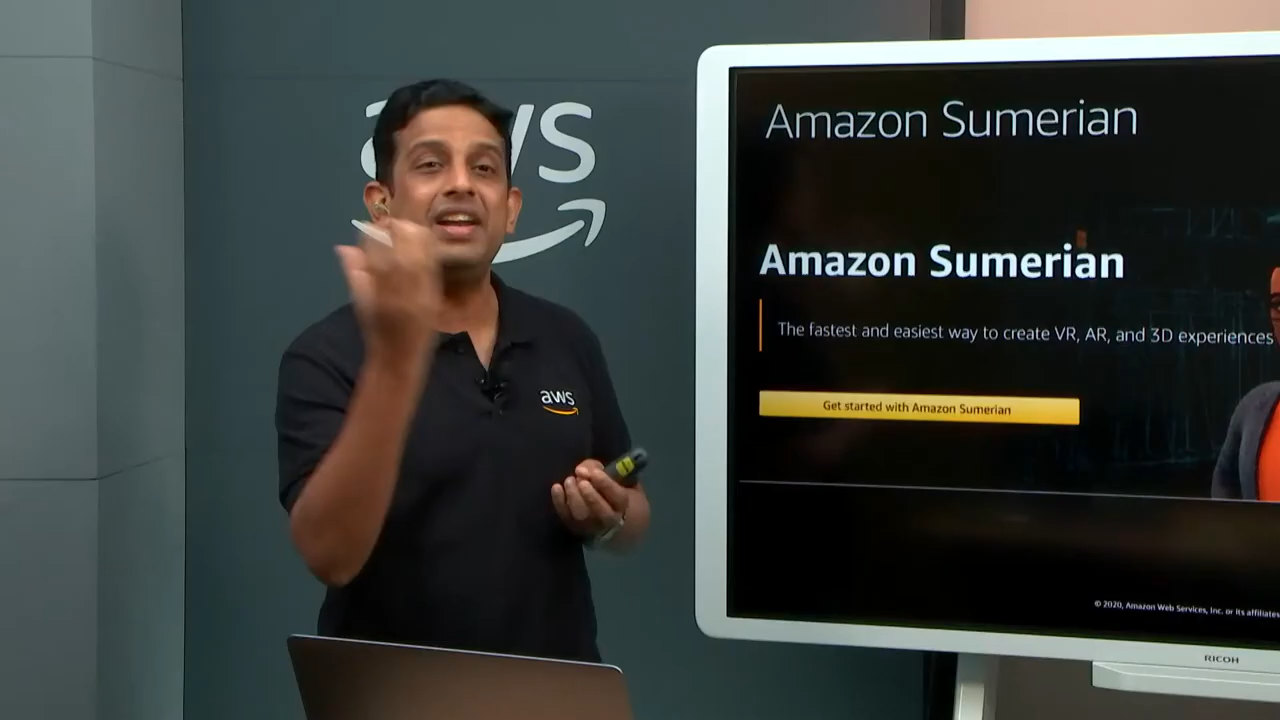 aws
aws
Amazon Sumerian
Amazon Sumerian
The fastest and easiest way to create VR, AR, and 3D experiences
Get started with Amazon Sumerian
© 2020, Amazon Web Services, Inc. or its affiliates
RICOH